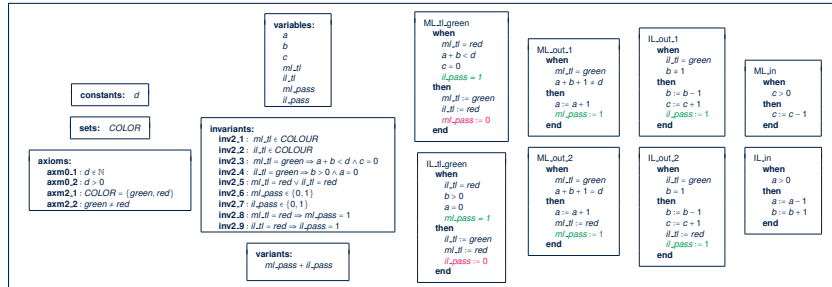 constants: d
sets: COLOR
axioms:
axm0_1 : d ∈ ℕ
axm0_2 : d > 0
axm2_1 : COLOR = {green, red}
axm2_2 : green ≠ red
variables:
a
b
c
ml_tl
il_tl
ml_pass
il_pass
invariants:
inv2_1 : ml_tl ∈ COLOUR
inv2_2 : il_tl ∈ COLOUR
inv2_3 : ml_tl = green ⇒ a + b < d ∧ c = 0
inv2_4 : il_tl = green ⇒ b > 0 ∧ a = 0
inv2_5 : ml_tl = red ∨ il_tl = red
inv2_6 : ml_pass ∈ {0, 1}
inv2_7 : il_pass ∈ {0, 1}
inv2_8 : ml_tl = red ⇒ ml_pass = 1
inv2_9 : il_tl = red ⇒ il_pass = 1
variants:
ml_pass + il_pass
ML_tl_green
when
ml_tl = red
a + b < d
c = 0
il_pass = 1
then
ml_tl := green
il_tl := red
ml_pass := 0
end
IL_tl_green
when
il_tl = red
b > 0
a = 0
ml_pass = 1
then
il_tl := green
ml_tl := red
il_pass := 0
end
ML_out_1
when
ml_tl = green
a + b + 1 ≠ d
then
a := a + 1
ml_pass := 1
end
ML_out_2
when
ml_tl = green
a + b + 1 = d
then
a := a + 1
ml_tl := red
ml_pass := 1
end
IL_out_1
when
il_tl = green
b ≠ 1
then
b := b − 1
c := c + 1
il_pass := 1
end
IL_out_2
when
il_tl = green
b = 1
then
b := b − 1
c := c + 1
il_tl := red
il_pass := 1
end
ML_in
when
c > 0
then
c := c − 1
end
IL_in
when
a > 0
then
a := a − 1
b := b + 1
end